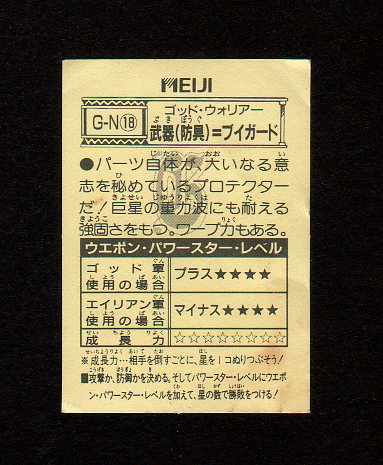 MEIJI
G-N⑱
ゴッド・ウォリアー
武器(防具)=ブイガード
●パーツ自体が、大いなる意
志を秘めているプロテクター
だ!巨星の重力波にも耐える
強固さをもつ。ワープ力もある。
ウエポン・パワースター・レベル
ゴッド軍
使用の場合
プラス★★★★
エイリアン軍
使用の場合
マイナス★★★★
成長力
☆☆☆☆☆☆☆☆
※成長力…相手を倒すごとに、星を1コぬりつぶそう!
■攻撃か、防御かを決める。そしてパワースター・レベルにウエポ
ン・パワースター・レベルを加えて、星の数で勝敗をつける!